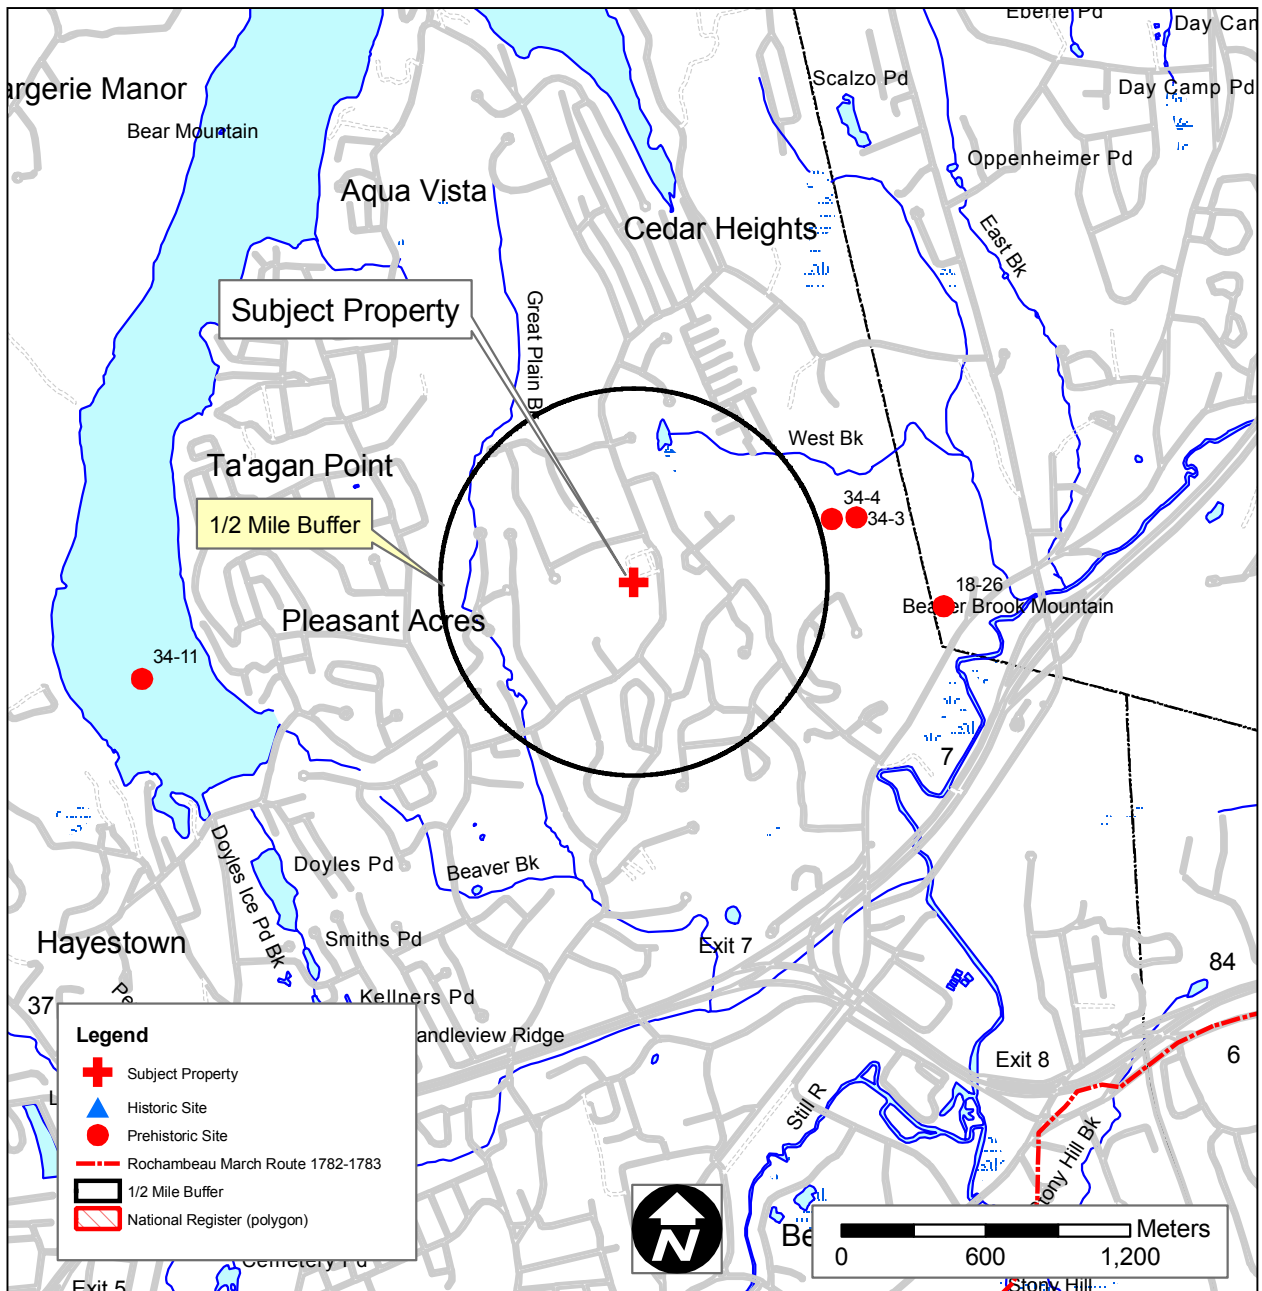 Eberle Pd
Day Can
argerie Manor
Scalzo Pd
Day Camp Pd
Bear Mountain
Oppenheimer Pd
Aqua Vista
Cedar Heights
East Bk
Subject Property
Great Plain B
West Bk
Ta'agan Point
34-4
34-3
1/2 Mile Buffer
18-26
Beaver Brook Mountain
Pleasant Acres
34-11
7
Doyles Pd
Doyles Ice Pd Bk
Beaver Bk
Smiths Pd
Hayestown
Exit 7
84
37
Pe
Kellners Pd
andleview Ridge
6
Exit 8
Still R
Stony Hill Bk
Legend
Subject Property
Historic Site
Prehistoric Site
Rochambeau March Route 1782-1783
1/2 Mile Buffer
National Register (polygon)
L
N
Be
Meters
0 600 1,200
Cemetery Pd
Exit 5
Stony Hill